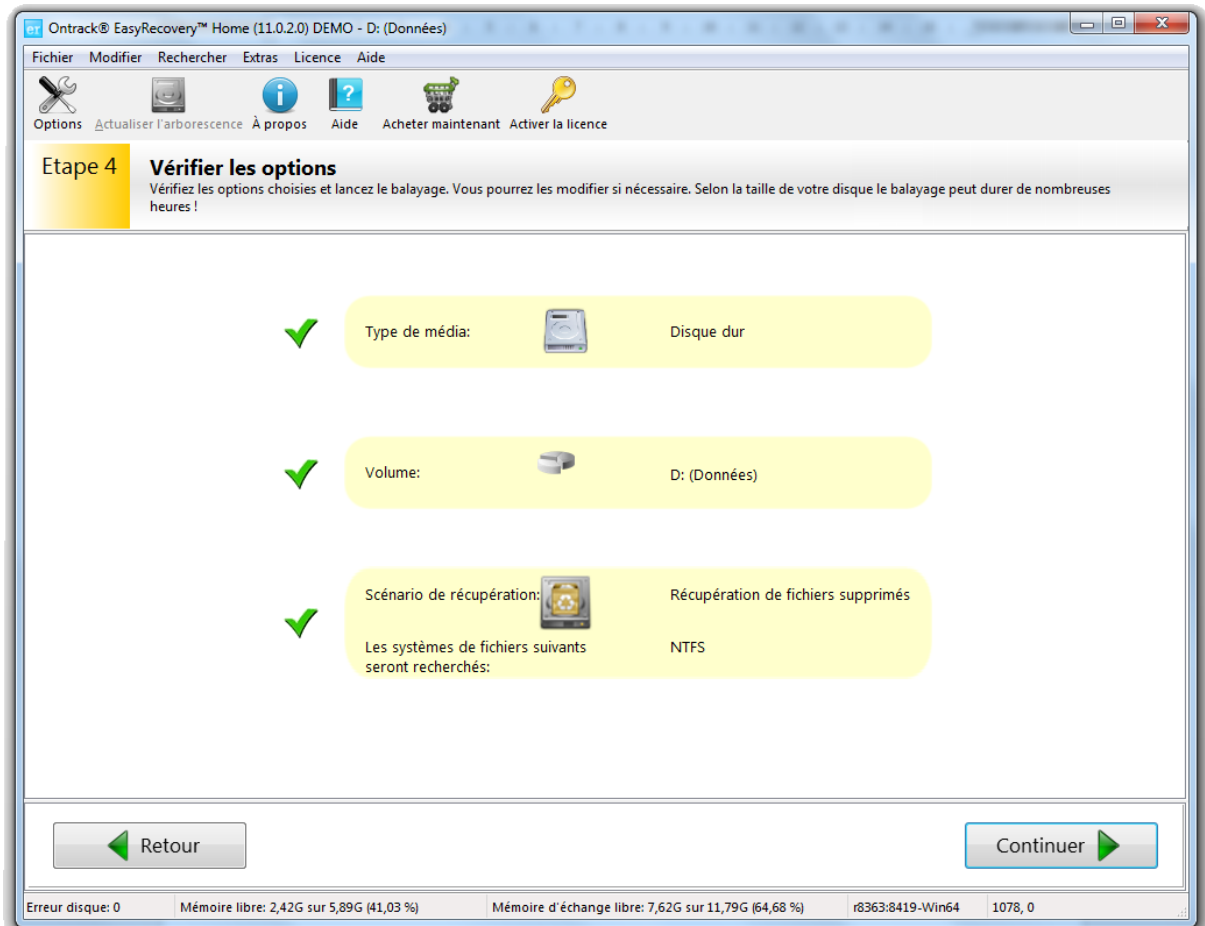 er Ontrack® EasyRecovery™ Home (11.0.2.0) DEMO - D: (Données)
Fichier Modifier Rechercher Extras Licence Aide
Options Actualiser l'arborescence À propos Aide Acheter maintenant Activer la licence
Etape 4
Vérifier les options
Vérifiez les options choisies et lancez le balayage. Vous pourrez les modifier si nécessaire. Selon la taille de votre disque le balayage peut durer de nombreuses
heures !
Type de média: Disque dur
Volume: D: (Données)
Scénario de récupération: Récupération de fichiers supprimés
Les systèmes de fichiers suivants NTFS
seront recherchés:
Retour Continuer
Erreur disque: 0 Mémoire libre: 2,42G sur 5,89G (41,03 %) Mémoire d'échange libre: 7,62G sur 11,79G (64,68 %) r8363:8419-Win64 1078, 0